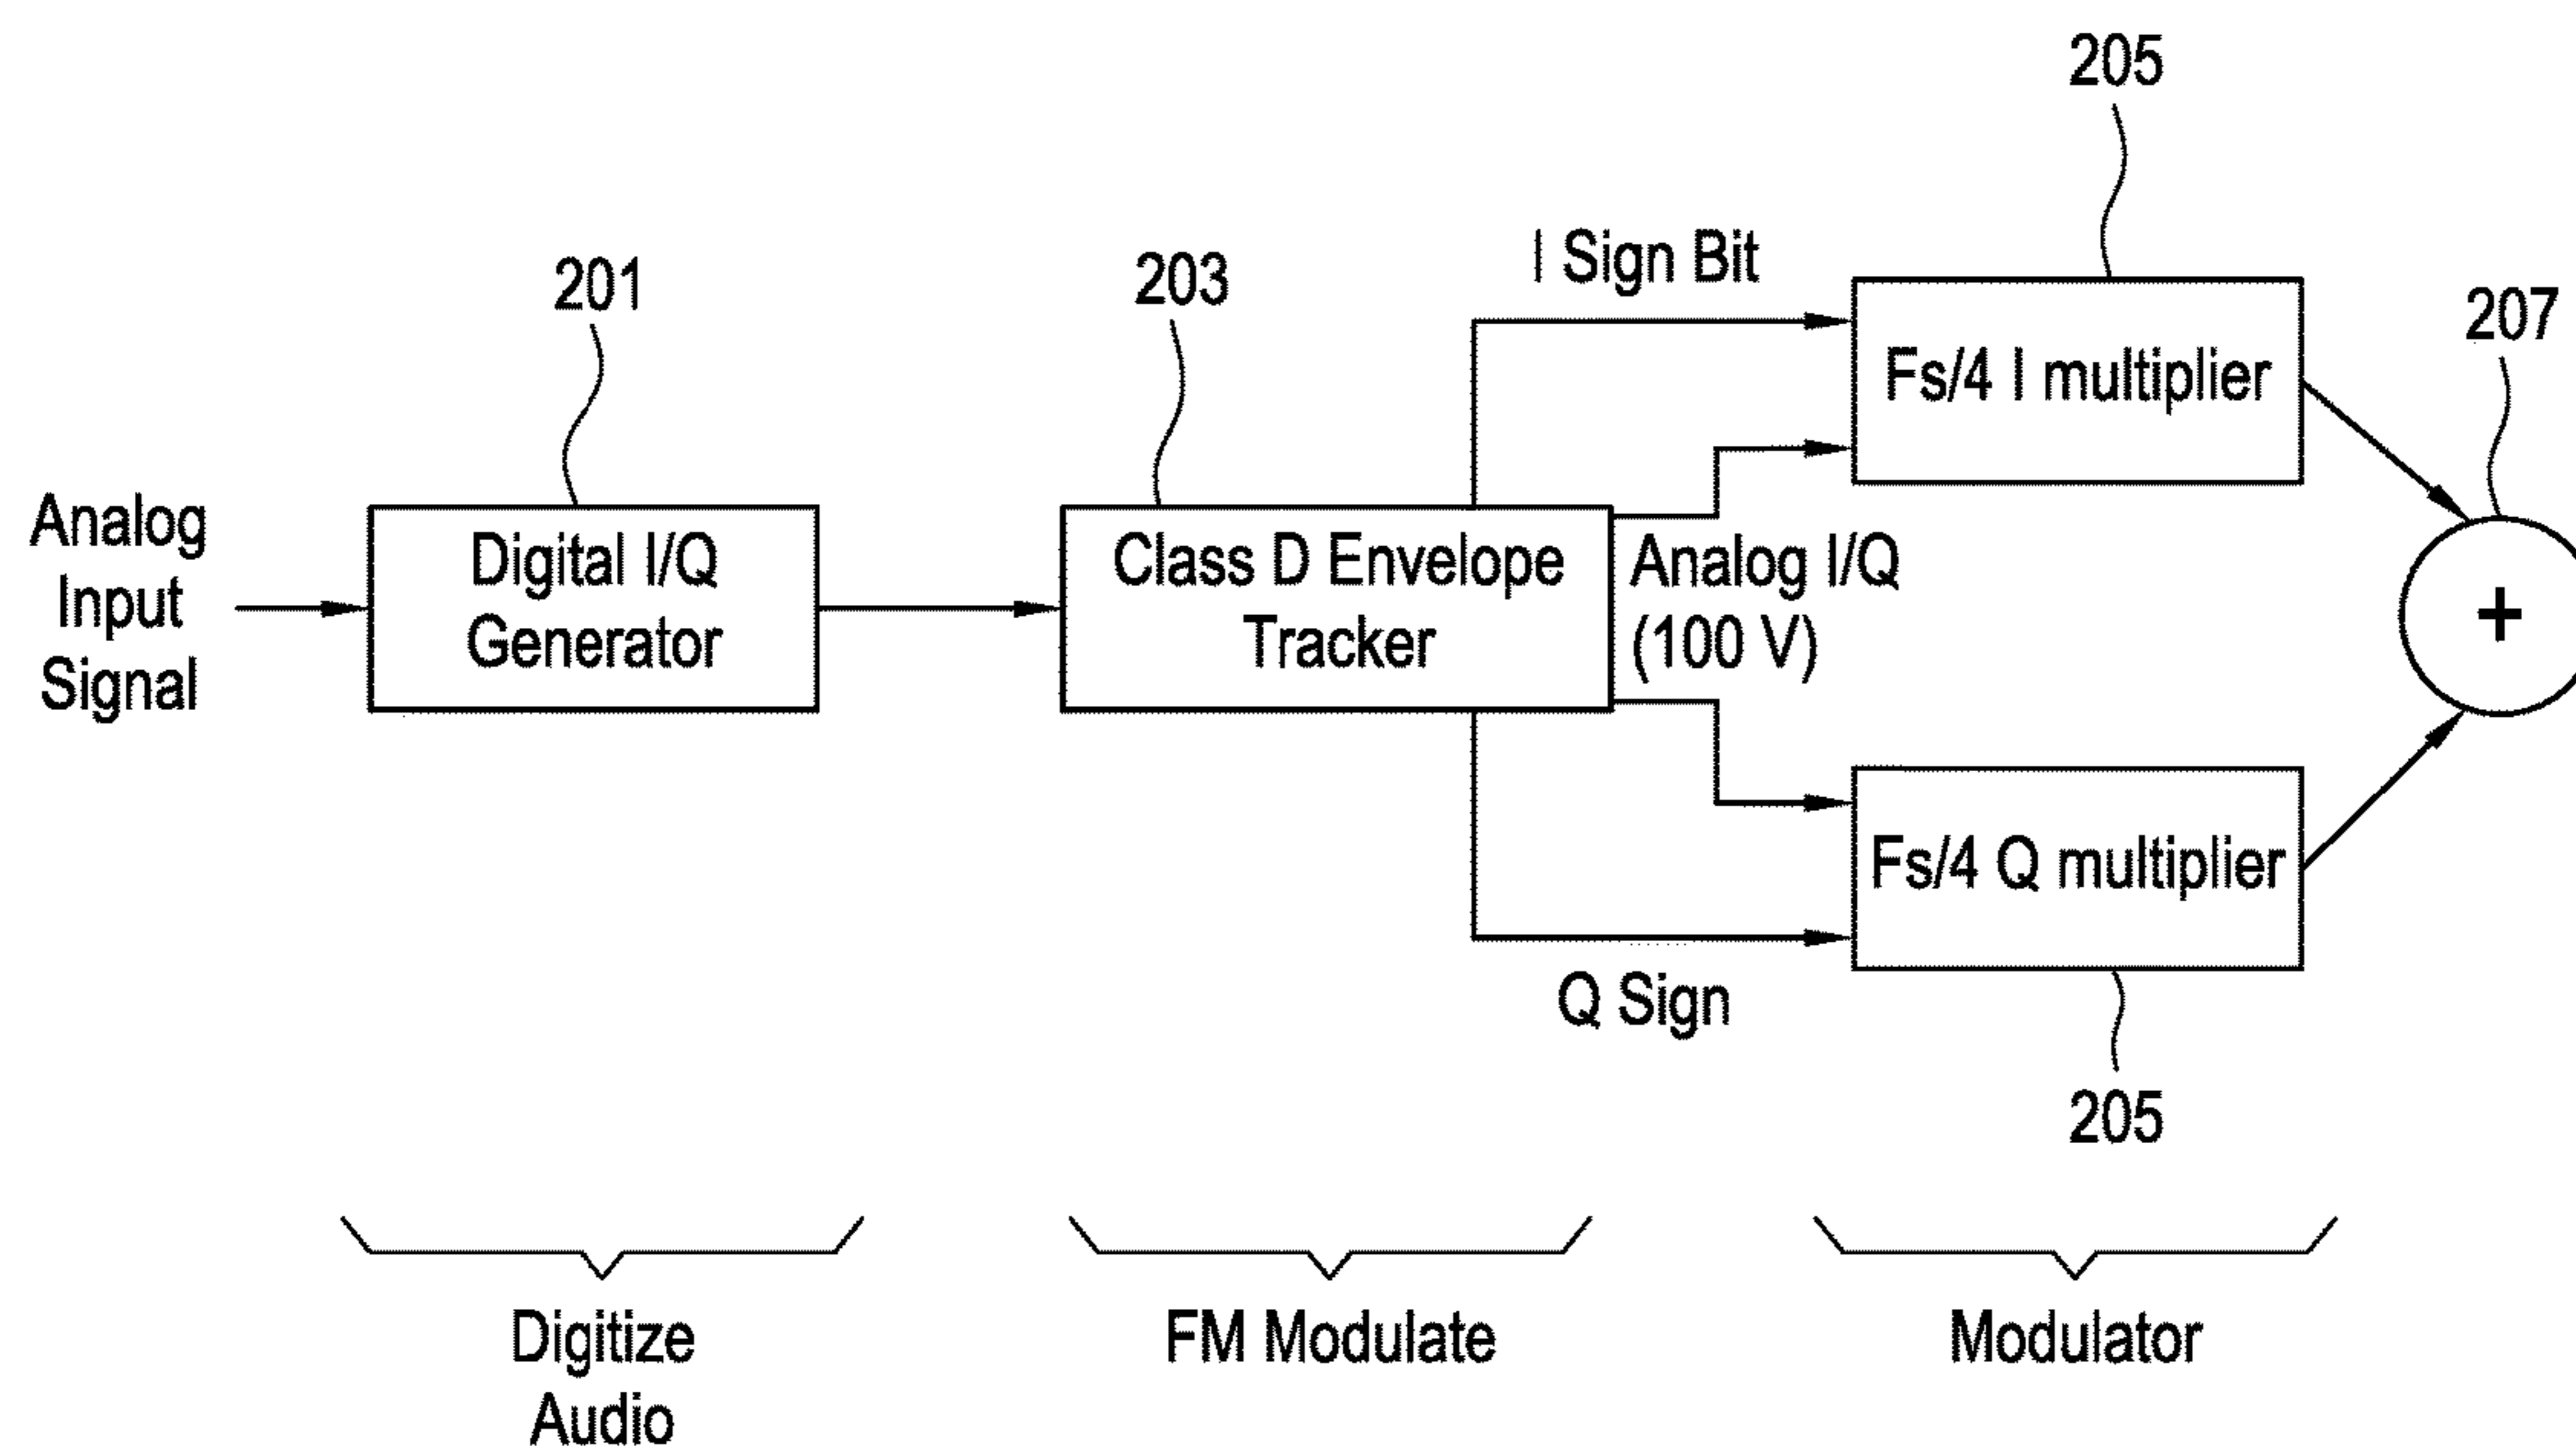 205
I Sign Bit
201
203
207
Fs/4 I multiplier
Analog
Input
Signal
Digital I/Q
Generator
Class D Envelope
Tracker
Analog I/Q
(100 V)
+
Fs/4 Q multiplier
Q Sign
205
Digitize
Audio
FM Modulate
Modulator